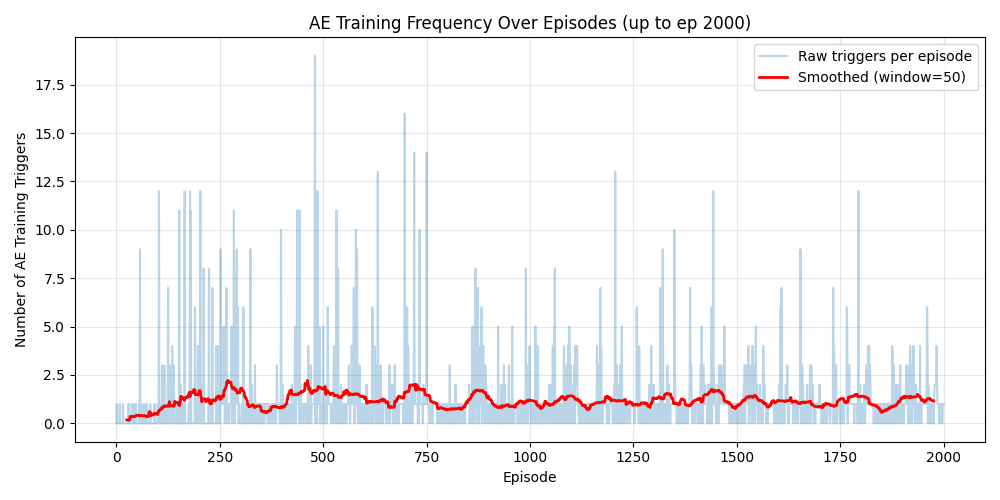 AE Training Frequency Over Episodes (up to ep 2000)
Raw triggers per episode
Smoothed (window=50)
Number of AE Training Triggers
17.5
15.0
12.5
10.0
7.5
5.0
2.5
0.0
0 250 500 750 1000 1250 1500 1750 2000
Episode